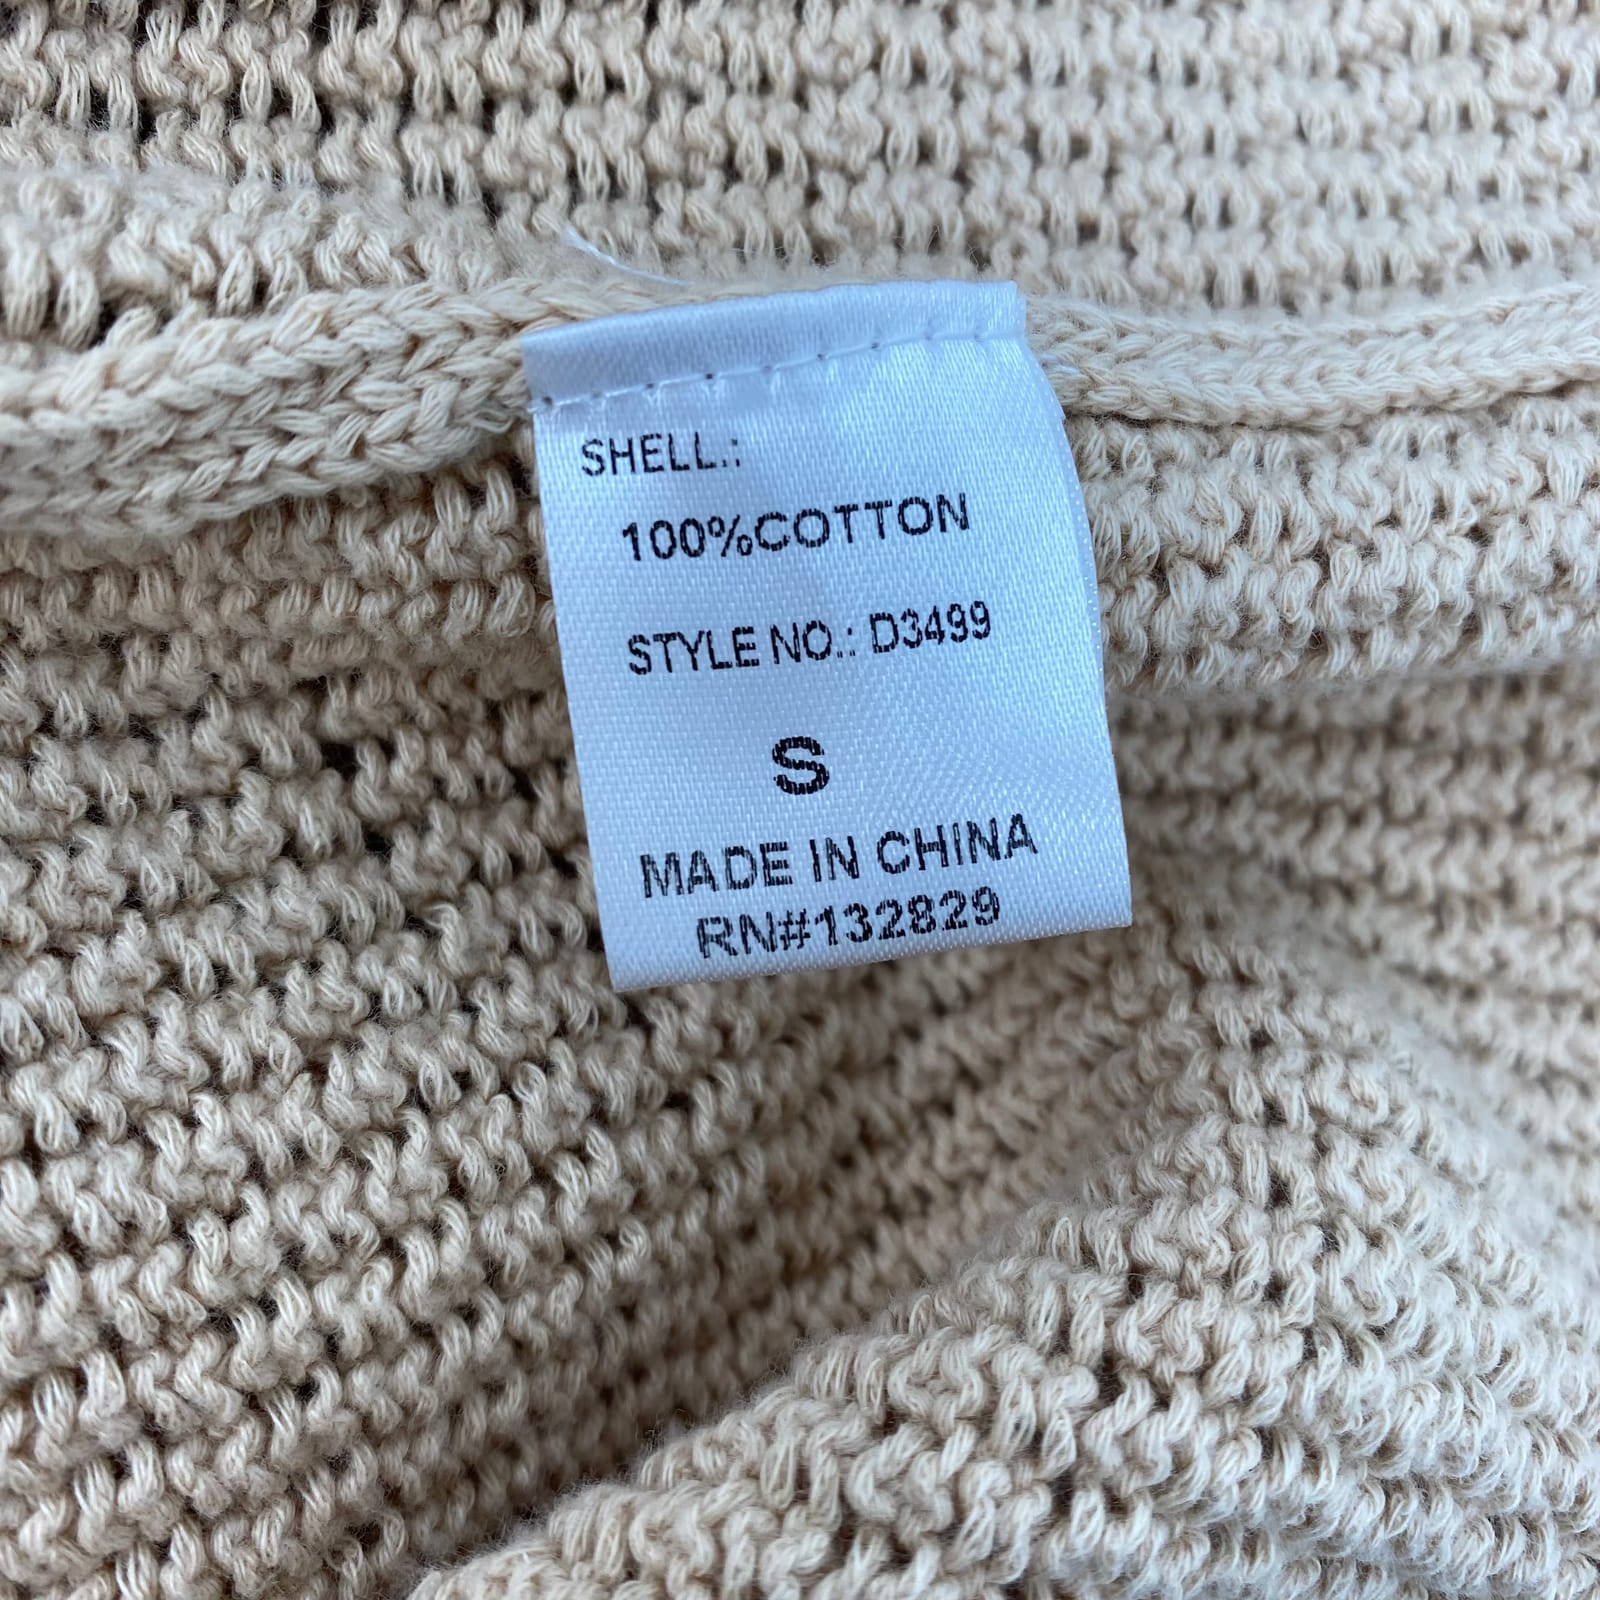 SHELL.:
100%COTTON
STYLE NO.: D3499
S
MADE IN CHINA
RN#132829